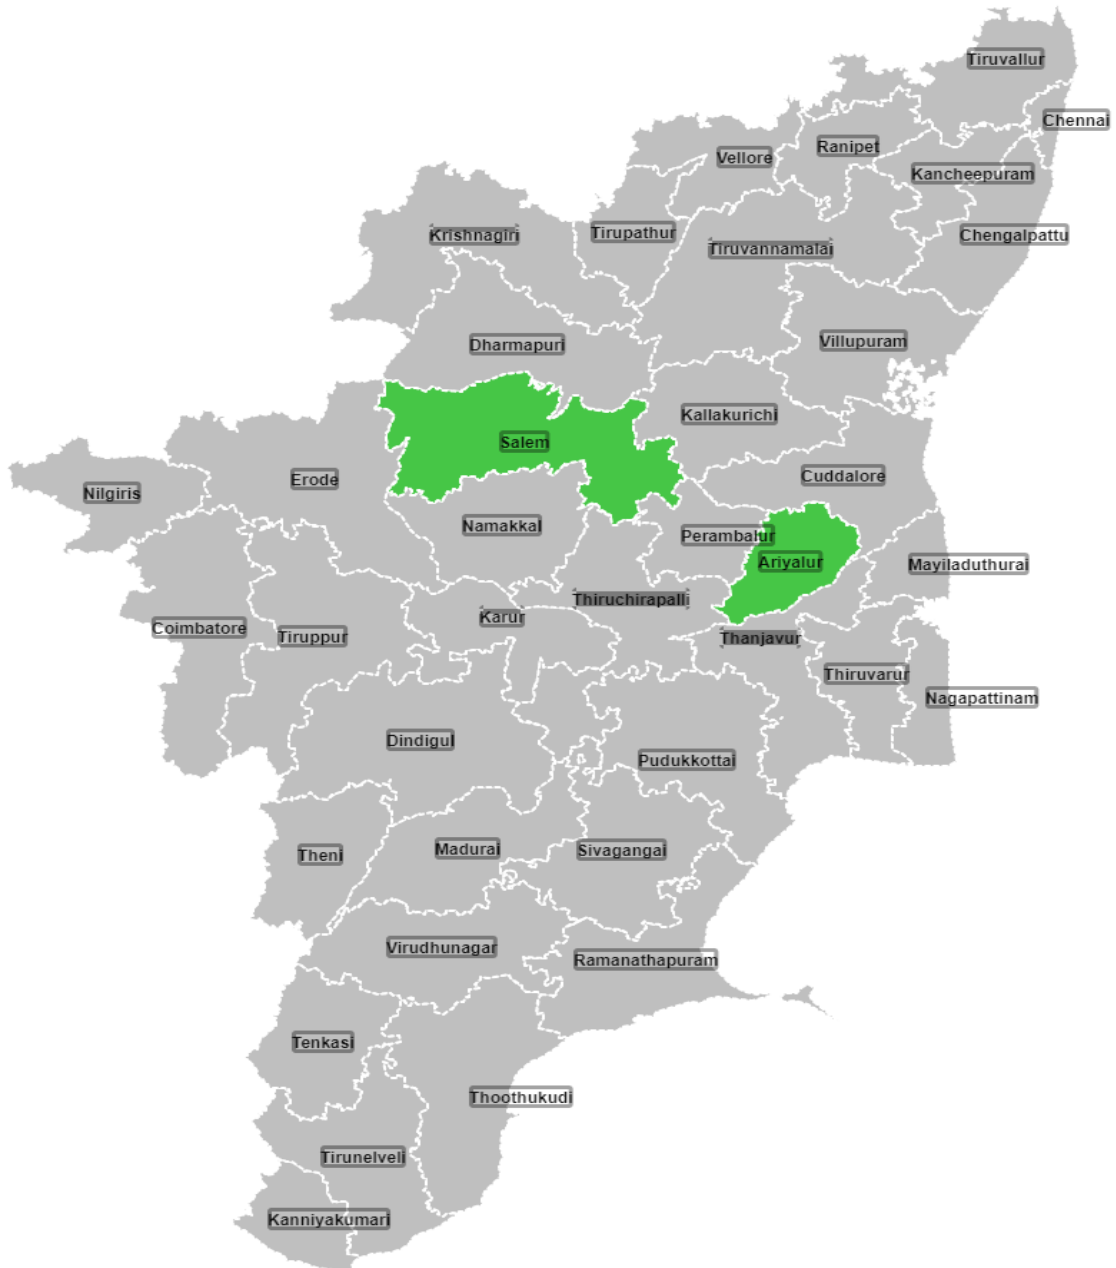 Tiruvallur
Chennai
Ranipet
Vellore
Kancheepuram
Tirupathur
Krishnagiri
Chengalpattu
Tiruvannamalai
Villupuram
Dharmapuri
Kallakurichi
Salem
Cuddalore
Erode
Nilgiris
Namakkal
Perambalur
Ariyalur
Mayiladuthurai
Thiruchirapalli
Karur
Coimbatore
Tiruppur
Thanjavur
Thiruvarur
Nagapattinam
Dindigul
Pudukkottai
Madurai
Sivagangai
Theni
Virudhunagar
Ramanathapuram
Tenkasi
Thoothukudi
Tirunelveli
Kanniyakumari